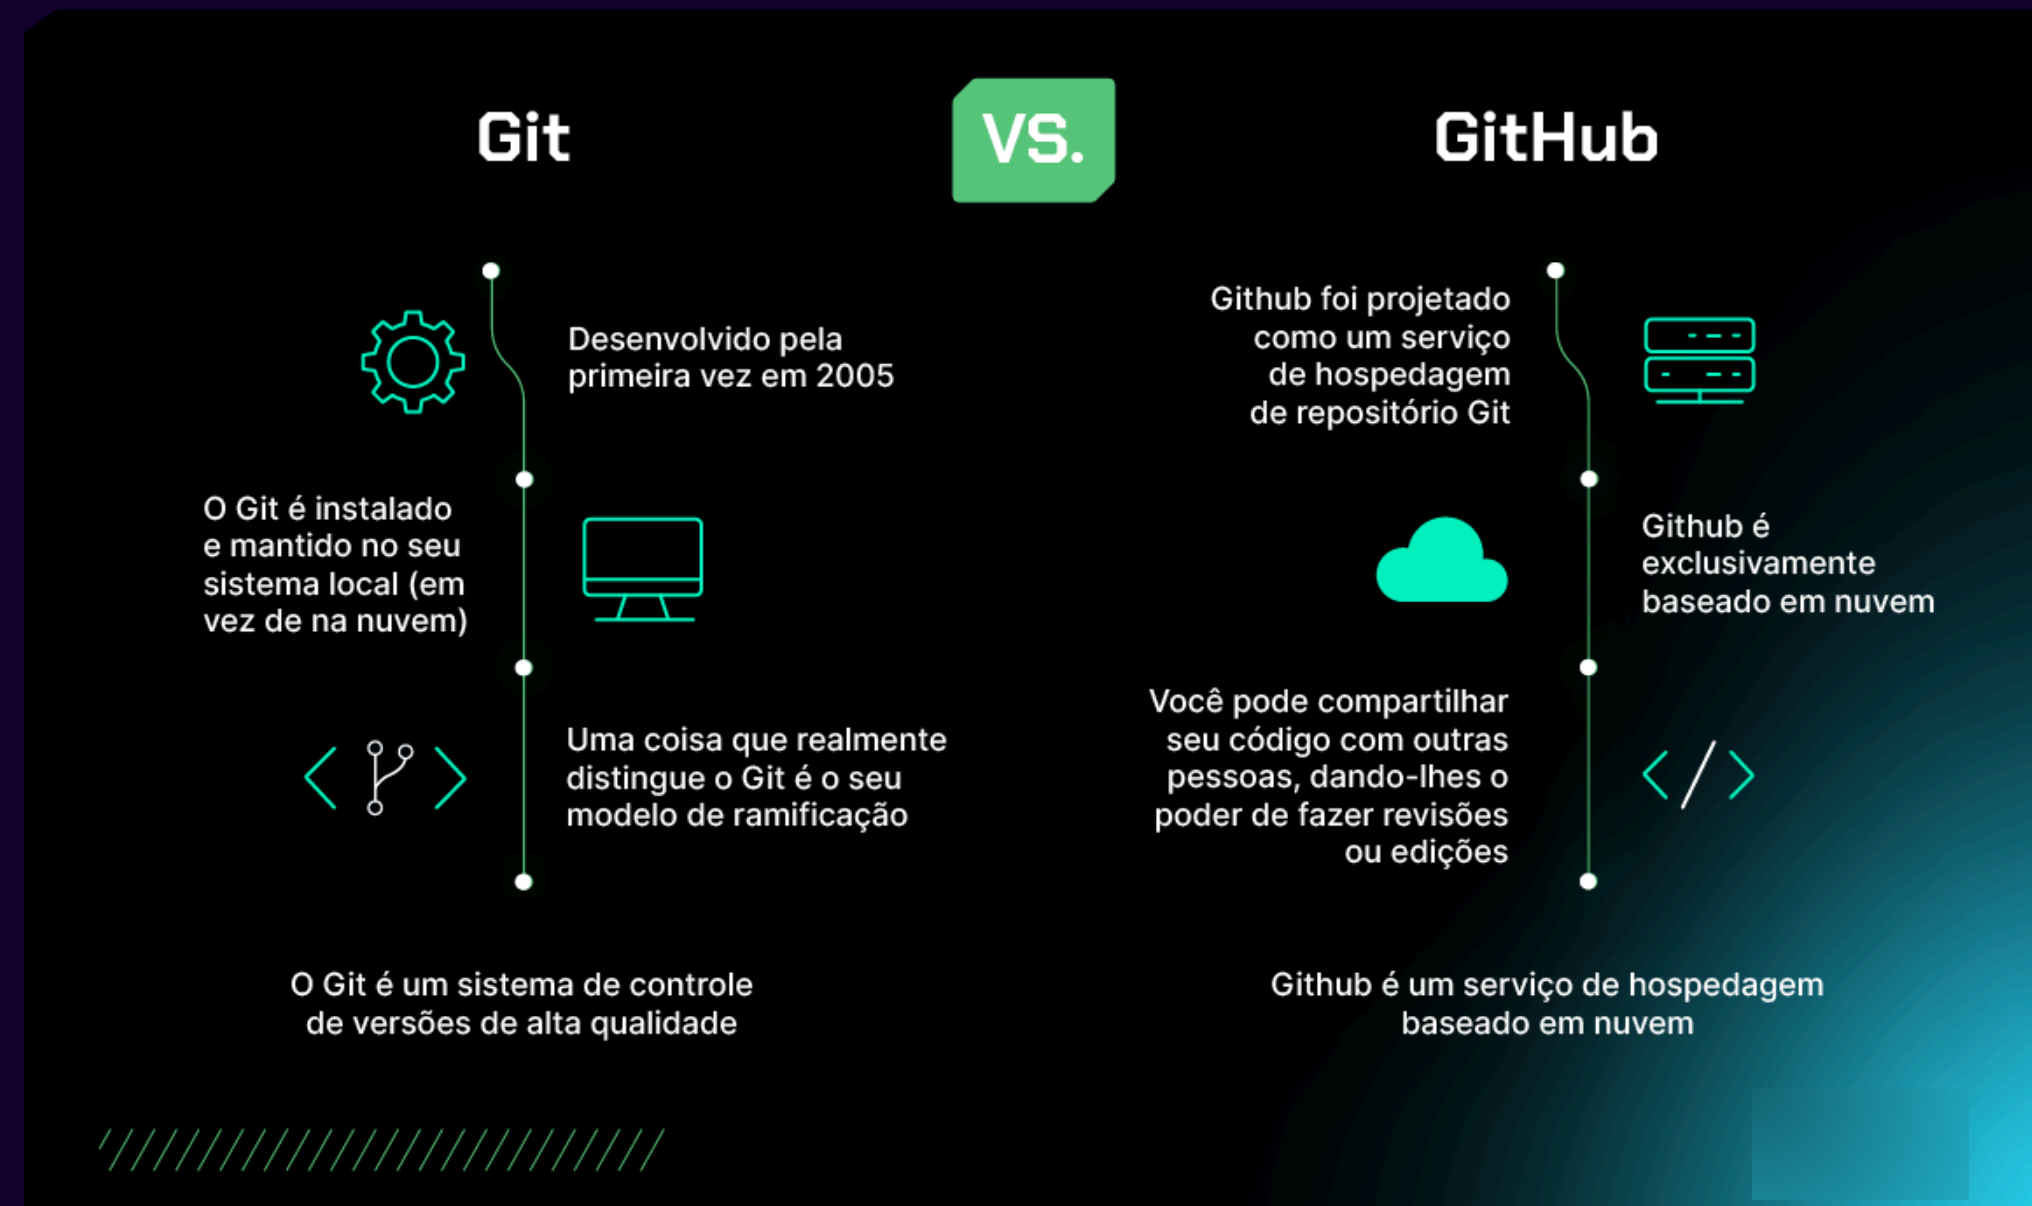 Git
VS.
GitHub
Desenvolvido pela
primeira vez em 2005
O Git é instalado
e mantido no seu
sistema local (em
vez de na nuvem)
Uma coisa que realmente
distingue o Git é o seu
modelo de ramificação
O Git é um sistema de controle
de versões de alta qualidade
Github foi projetado
como um serviço
de hospedagem
de repositório Git
Github é
exclusivamente
baseado em nuvem
Você pode compartilhar
seu código com outras
pessoas, dando-lhes o
poder de fazer revisões
ou edições
Github é um serviço de hospedagem
baseado em nuvem